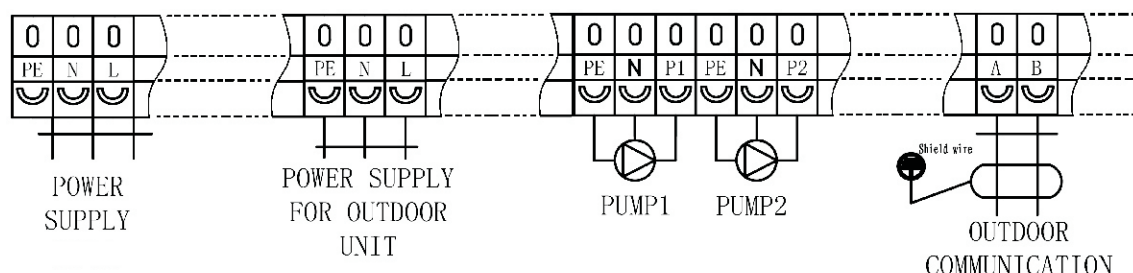 0 0 0 0 0 0 0 0 0 0 0 0 0 0
PE N L PE N L PE N P1 PE N P2 A B
Shield wire
POWER
SUPPLY
POWER SUPPLY
FOR OUTDOOR
UNIT
PUMP1
PUMP2
OUTDOOR
COMMUNICATION